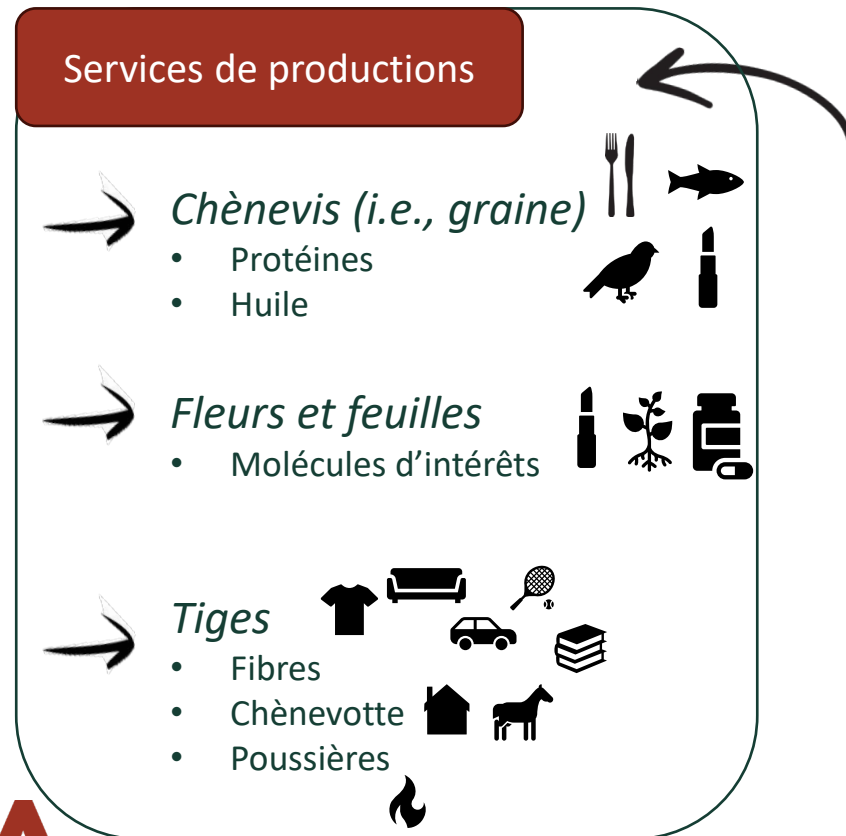 Services de productions
Chènevis (i.e., graine)
• Protéines
• Huile
Fleurs et feuilles
• Molécules d'intérêts
Tiges
• Fibres
• Chènevotte
• Poussières